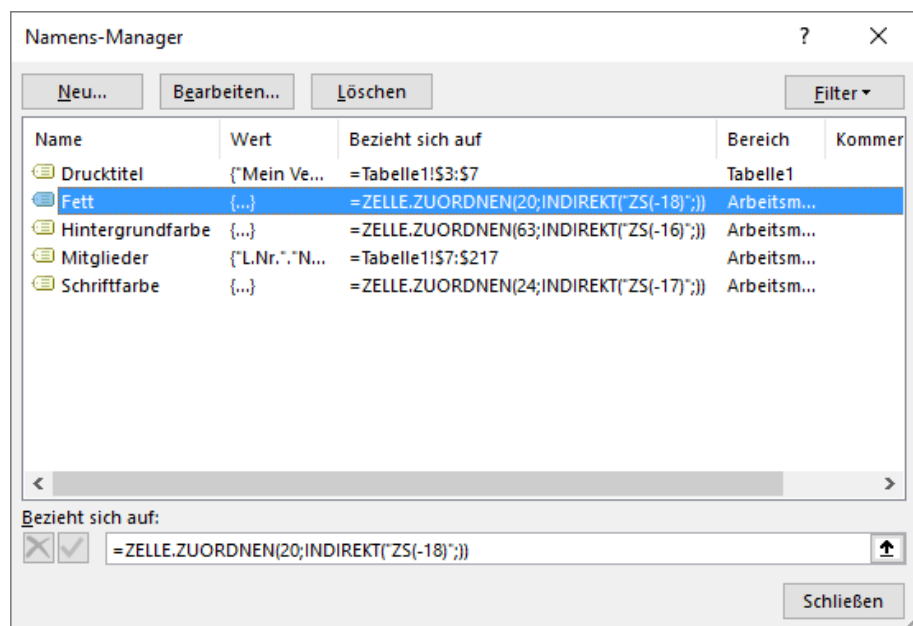 Namens-Manager ?
Neu... Bearbeiten... Löschen Filter
Name Wert Bezieht sich auf Bereich Kommer
Drucktitel {"Mein Ve... =Tabelle1!$3:$7 Tabelle1
Fett {...} =ZELLE.ZUORDNEN(20;INDIREKT("ZS(-18)";)) Arbeitsm...
Hintergrundfarbe {...} =ZELLE.ZUORDNEN(63;INDIREKT("ZS(-16)";)) Arbeitsm...
Mitglieder {"L.Nr."."N... =Tabelle1!$7:$217 Arbeitsm...
Schriftfarbe {...} =ZELLE.ZUORDNEN(24;INDIREKT("ZS(-17)";)) Arbeitsm...
Bezieht sich auf:
=ZELLE.ZUORDNEN(20;INDIREKT("ZS(-18)";))
Schließen